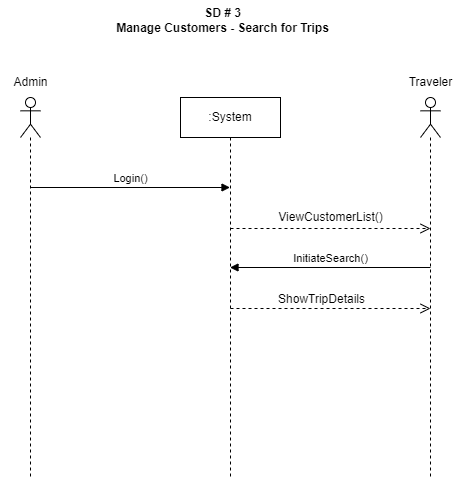 SD # 3
Manage Customers - Search for Trips
Admin
Traveler
:System
Login()
ViewCustomerList()
InitiateSearch()
ShowTripDetails